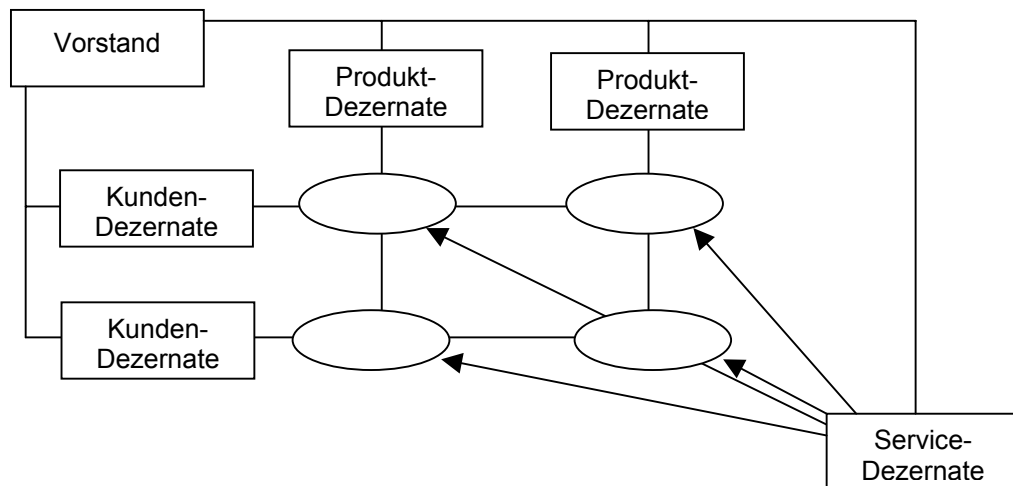 Vorstand
Produkt-
Dezernate
Produkt-
Dezernate
Kunden-
Dezernate
Kunden-
Dezernate
Service-
Dezernate